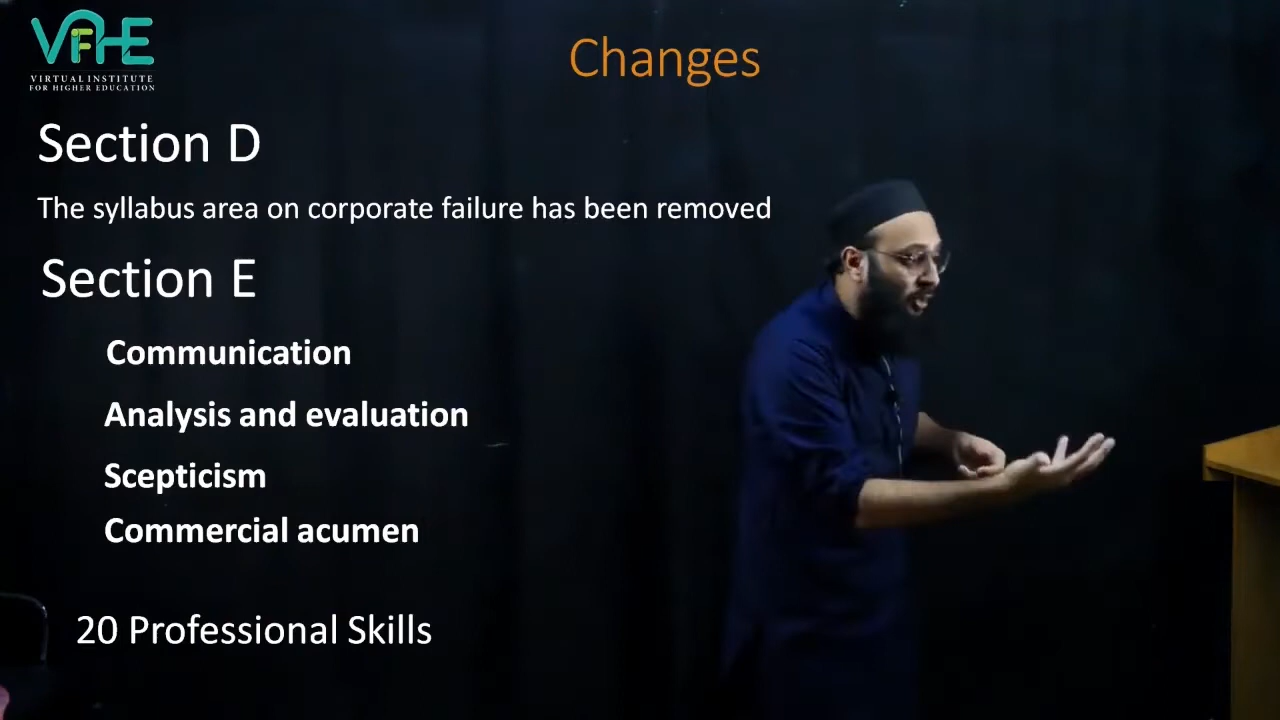 VIFHE
VIRTUAL INSTITUTE
FOR HIGHER EDUCATION
Changes
Section D
The syllabus area on corporate failure has been removed
Section E
Communication
Analysis and evaluation
Scepticism
Commercial acumen
20 Professional Skills